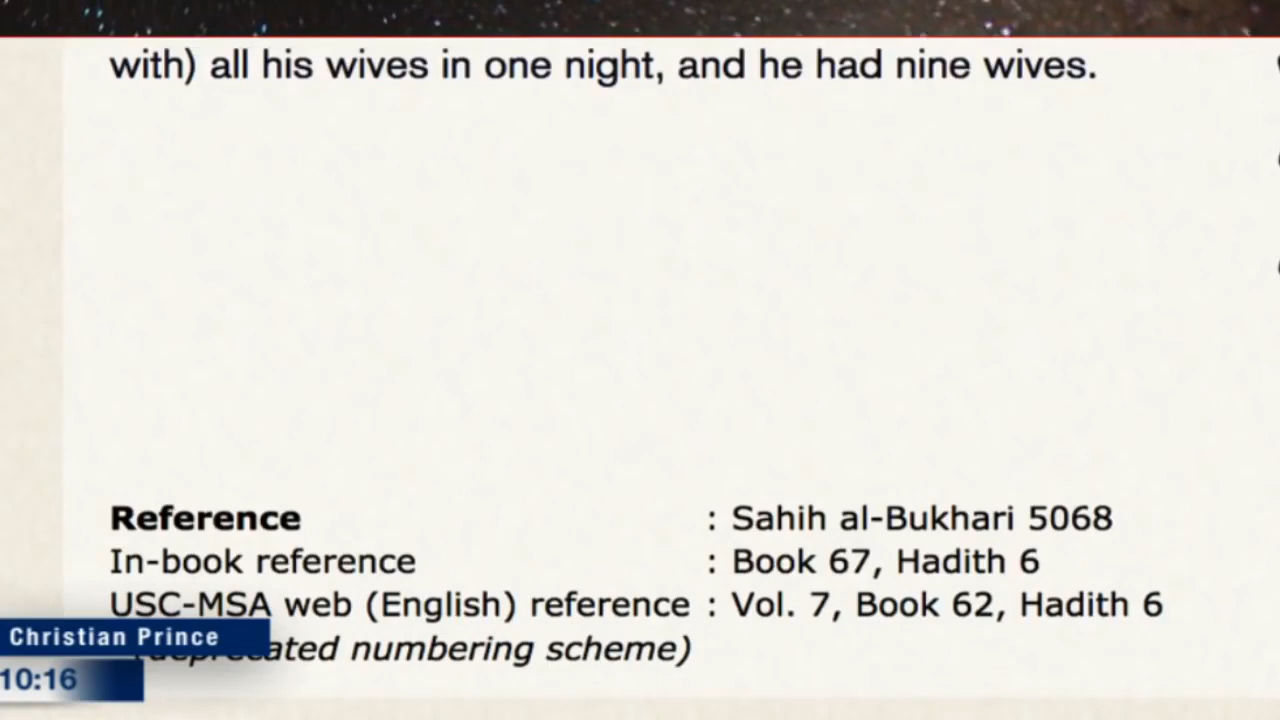 with) all his wives in one night, and he had nine wives.
Reference : Sahih al-Bukhari 5068
In-book reference : Book 67, Hadith 6
USC-MSA web (English) reference : Vol. 7, Book 62, Hadith 6
(deprecated numbering scheme)
Christian Prince
10:16